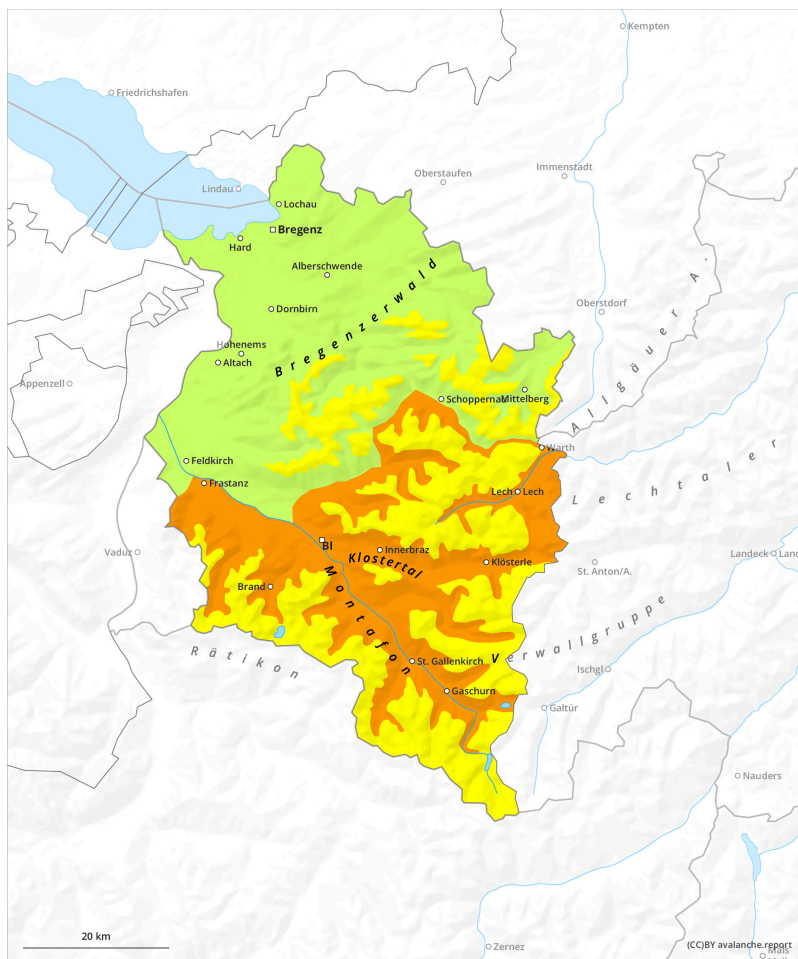 Kempten
Friedrichshafen
Immenstadt
Oberstaufen
Lindau
Lochau
Bregenz
Hard
Alberschwende
Oberstdorf
Dornbirn
Bregenzerwald
Allgäuer A.
Hohenems
Altach
Appenzell
Schoppernau
Mittelberg
Warth
Lechtaler
Feldkirch
Frastanz
Lech
Lech
Vaduz
Bl
Innerbraz
Klostertal
Klösterle
St. Anton/A.
Landeck
Land
Brand
Montafon
Verwallgruppe
Rätikon
St. Gallenkirch
Ischgl
Gaschurn
Galtür
Nauders
20 km
Zernez
(CC)BY avalanche.report
Mals